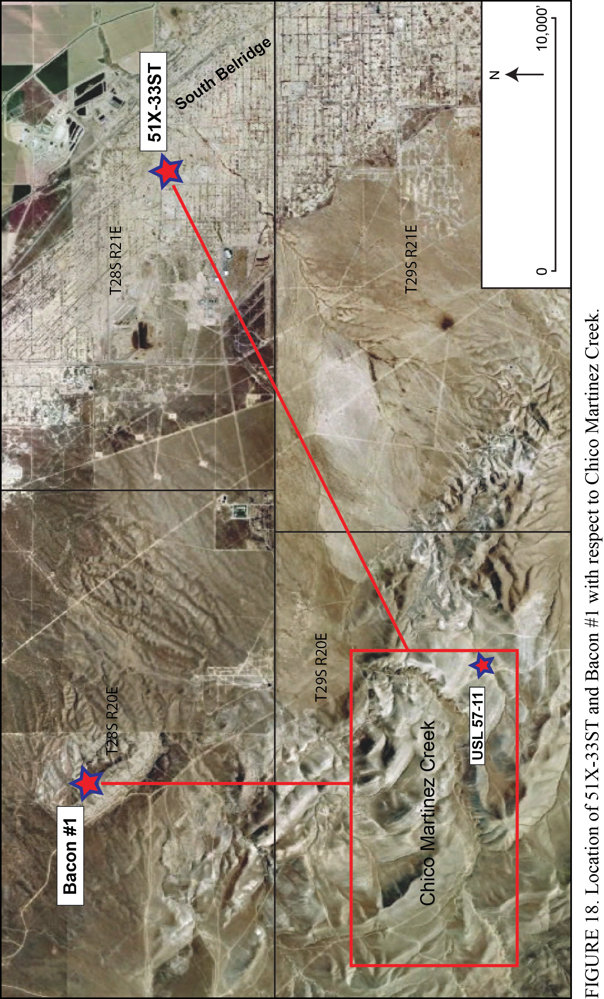 51X-33ST
South Belridge
T28S R21E
Bacon #1
T28S R20E
T29S R20E
T29S R21E
Chico Martinez Creek
USL 57-11
N
0 10,000'
FIGURE 18. Location of 51X-33ST and Bacon #1 with respect to Chico Martinez Creek.